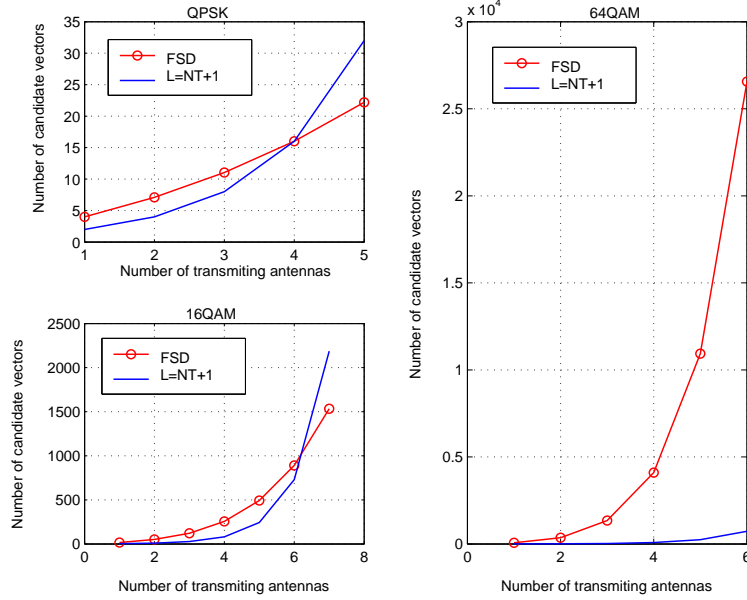 QPSK
35
30
25
20
15
10
5
0
1
2
3
4
5
Number of candidate vectors
Number of transmiting antennas
FSD
L=NT+1
16QAM
2500
2000
1500
1000
500
0
0
2
4
6
8
Number of candidate vectors
Number of transmiting antennas
FSD
L=NT+1
64QAM
x 10^4
3
2.5
2
1.5
1
0.5
0
0
2
4
6
Number of candidate vectors
Number of transmiting antennas
FSD
L=NT+1